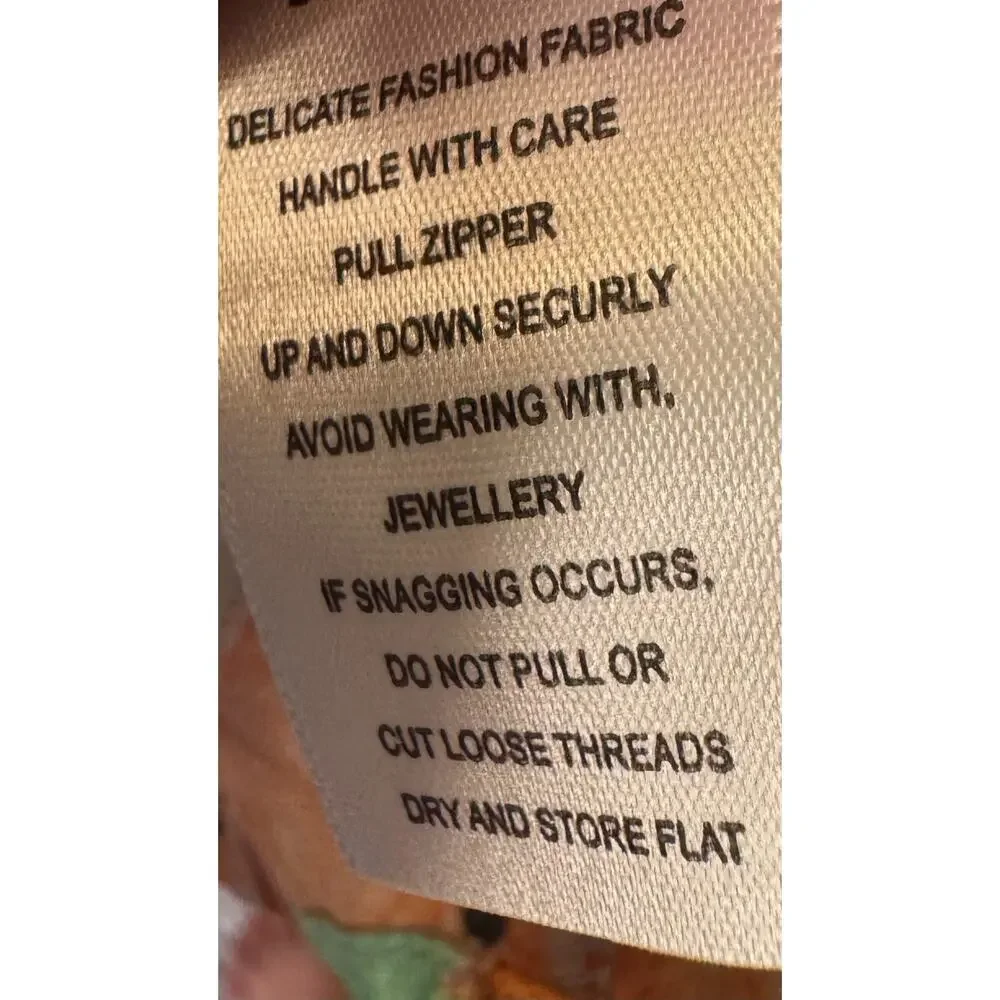 DELICATE FASHION FABRIC
HANDLE WITH CARE
PULL ZIPPER
UP AND DOWN SECURLY
AVOID WEARING WITH,
JEWELLERY
IF SNAGGING OCCURS,
DO NOT PULL OR
CUT LOOSE THREADS
DRY AND STORE FLAT